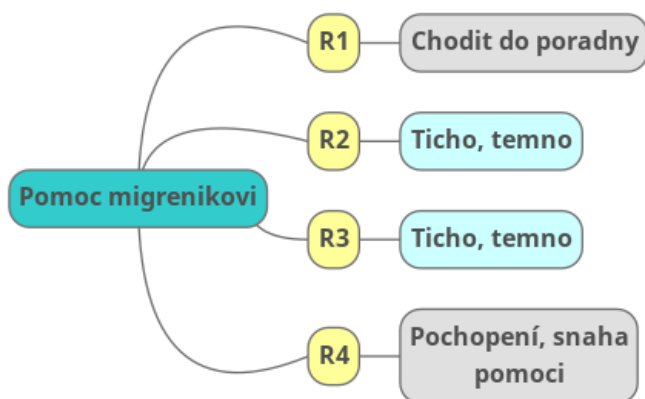 Pomoc migrenikovi
R1
Chodit do poradny
R2
Ticho, temno
R3
Ticho, temno
R4
Pochopení, snaha
pomoci